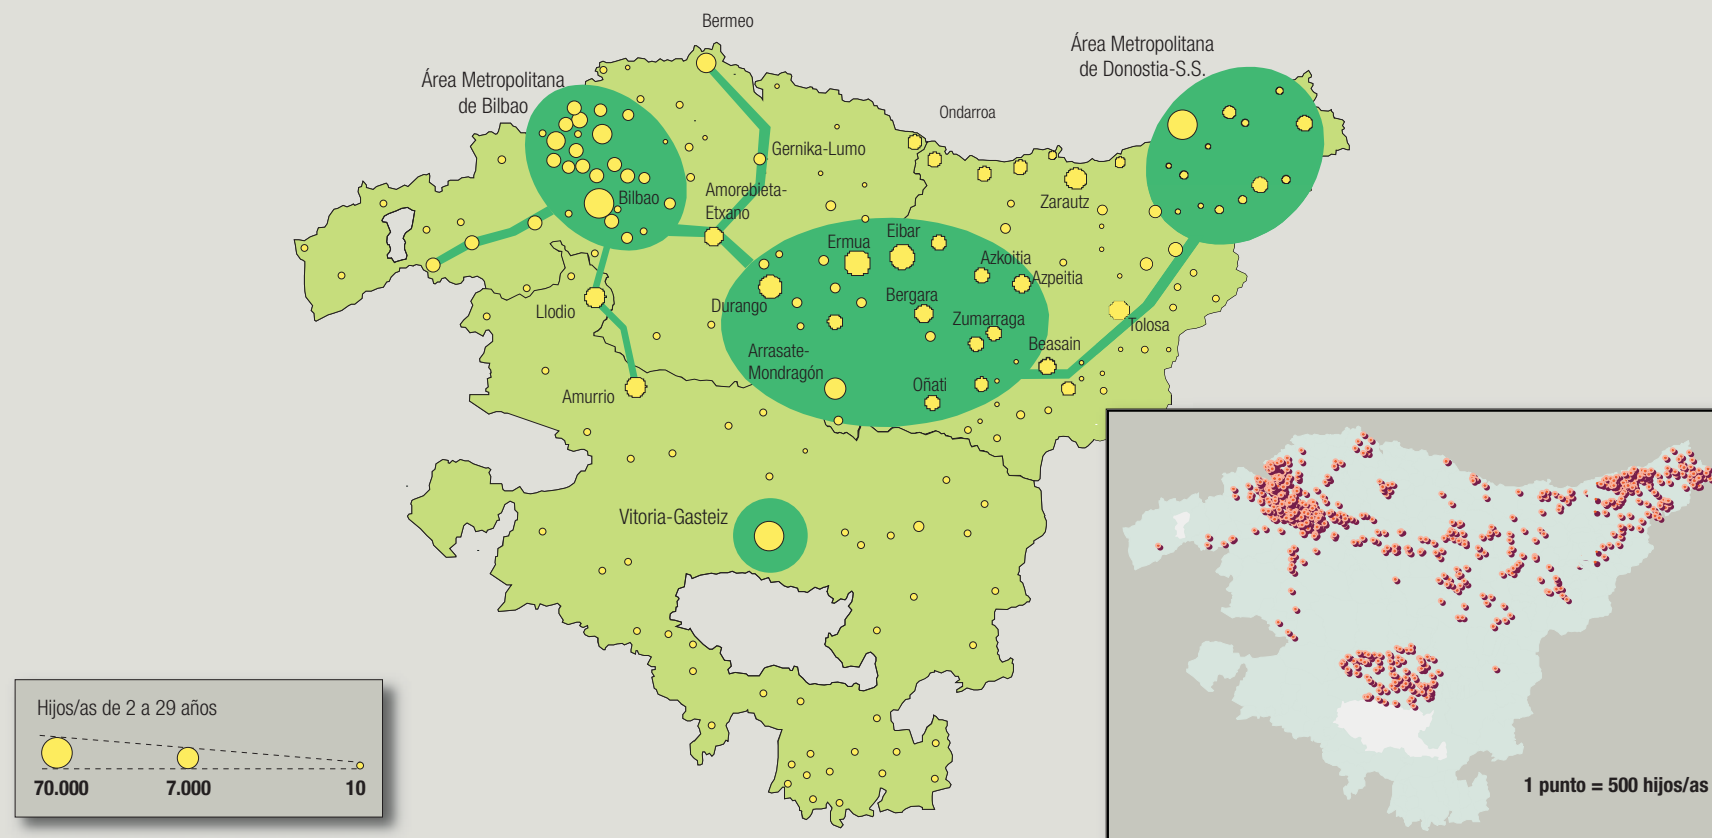 Bermeo
Área Metropolitana
de Donostia-S.S.
Área Metropolitana
de Bilbao
Ondarroa
Gernika-Lumo
Amorebieta-
Etxano
Bilbao
Zarautz
Ermua
Eibar
Azkoitia
Azpeitia
Durango
Bergara
Llodio
Zumarraga
Tolosa
Beasain
Arrasate-
Mondragón
Oñati
Amurrio
Vitoria-Gasteiz
Hijos/as de 2 a 29 años
70.000 7.000 10
1 punto = 500 hijos/as